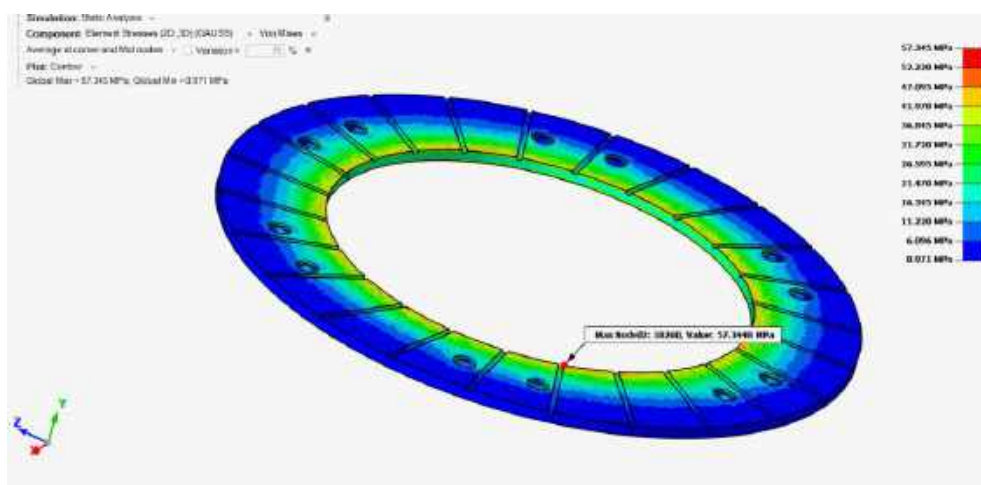 Simulation: Static Analysis
Component: Element Stresses (2D, 3D) (GAUSS) Von Mises
Average at corner and Mid nodes Variation < %
Plot: Contour
Global Max = 57.345 MPa, Global Min = 0.971 MPa
57.345 MPa
52.220 MPa
47.095 MPa
41.970 MPa
36.845 MPa
31.720 MPa
26.595 MPa
21.470 MPa
16.345 MPa
11.220 MPa
6.096 MPa
0.971 MPa
Max NodeID: Value: 57.3448 MPa
Y
Z
X